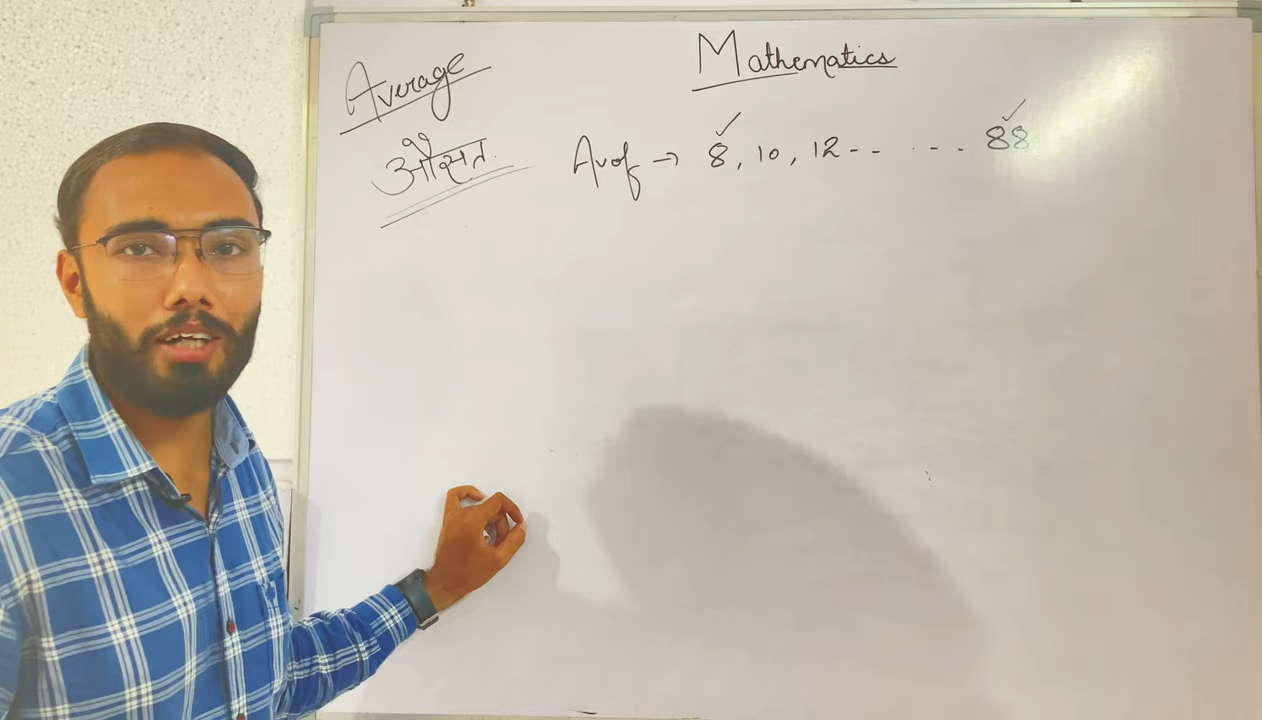 Mathematics
Average
औसत
Av of → 8, 10, 12-- ---- 88